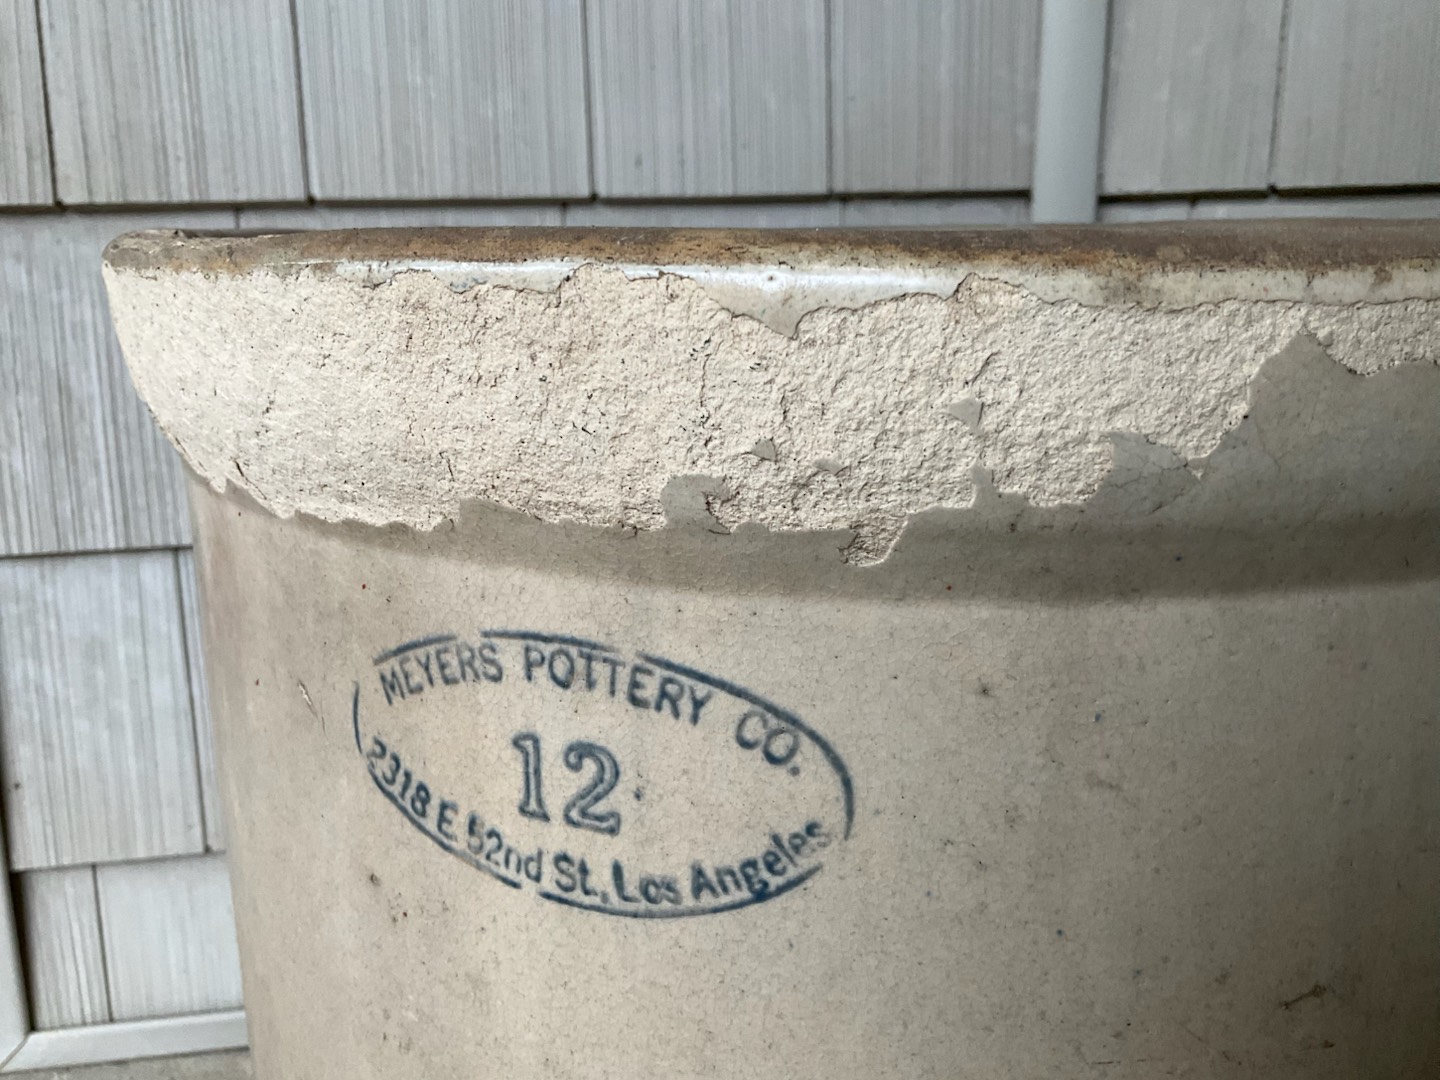 MEYERS POTTERY CO.
12
2318 E. 52nd St., Los Angeles